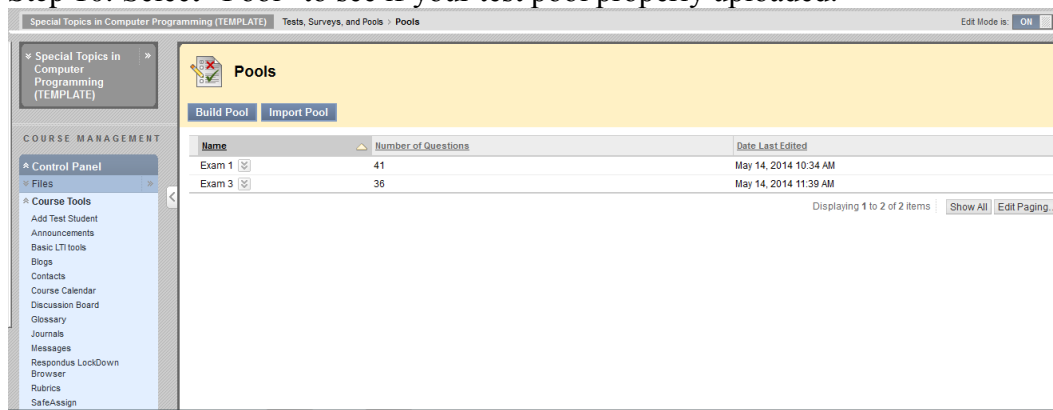 Step 10: Select "Pool" to see if your test pool properly uploaded.
Special Topics in Computer Programming (TEMPLATE) Tests, Surveys, and Pools > Pools Edit Mode is: ON
Special Topics in
Computer
Programming
(TEMPLATE)
Pools
Build Pool Import Pool
COURSE MANAGEMENT
Control Panel
Files
Course Tools
Add Test Student
Announcements
Basic LTI tools
Blogs
Contacts
Course Calendar
Discussion Board
Glossary
Journals
Messages
Respondus LockDown
Browser
Rubrics
SafeAssign
Name Number of Questions Date Last Edited
Exam 1 41 May 14, 2014 10:34 AM
Exam 3 36 May 14, 2014 11:39 AM
Displaying 1 to 2 of 2 items Show All Edit Paging...